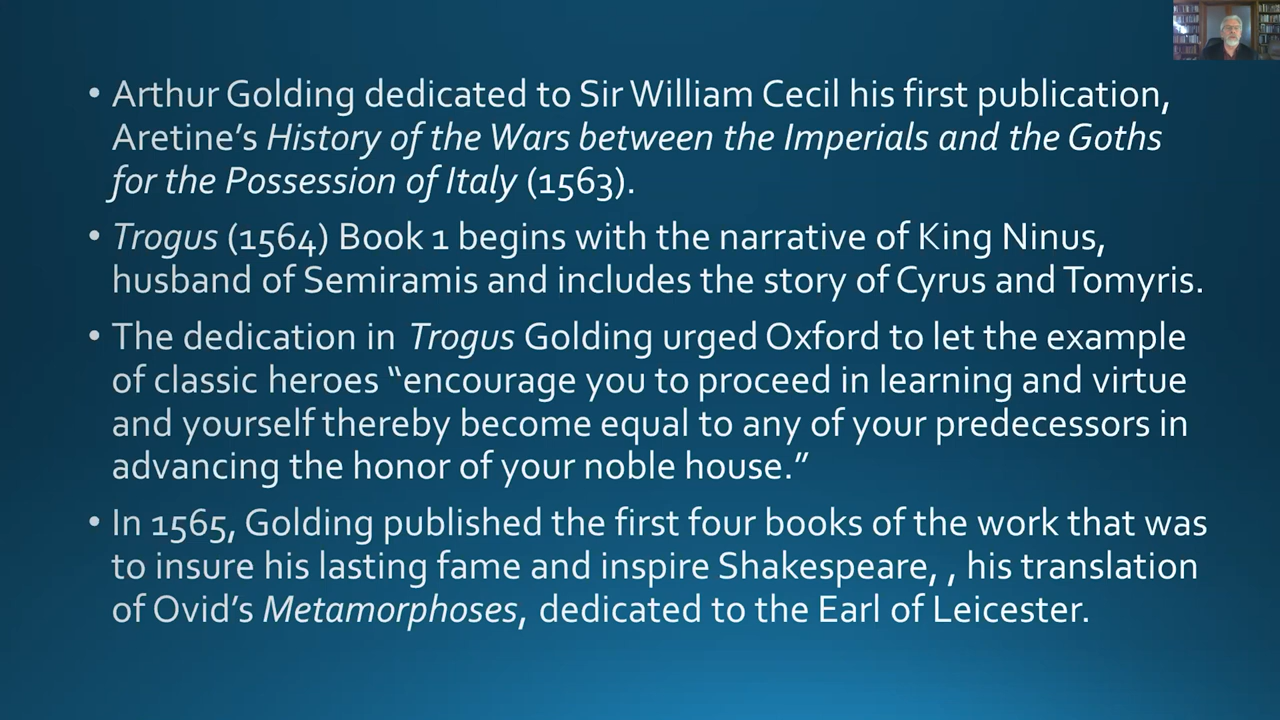 • Arthur Golding dedicated to Sir William Cecil his first publication,
Aretine’s History of the Wars between the Imperials and the Goths
for the Possession of Italy (1563).
• Trogus (1564) Book 1 begins with the narrative of King Ninus,
husband of Semiramis and includes the story of Cyrus and Tomyris.
• The dedication in Trogus Golding urged Oxford to let the example
of classic heroes “encourage you to proceed in learning and virtue
and yourself thereby become equal to any of your predecessors in
advancing the honor of your noble house.”
• In 1565, Golding published the first four books of the work that was
to insure his lasting fame and inspire Shakespeare, , his translation
of Ovid’s Metamorphoses, dedicated to the Earl of Leicester.